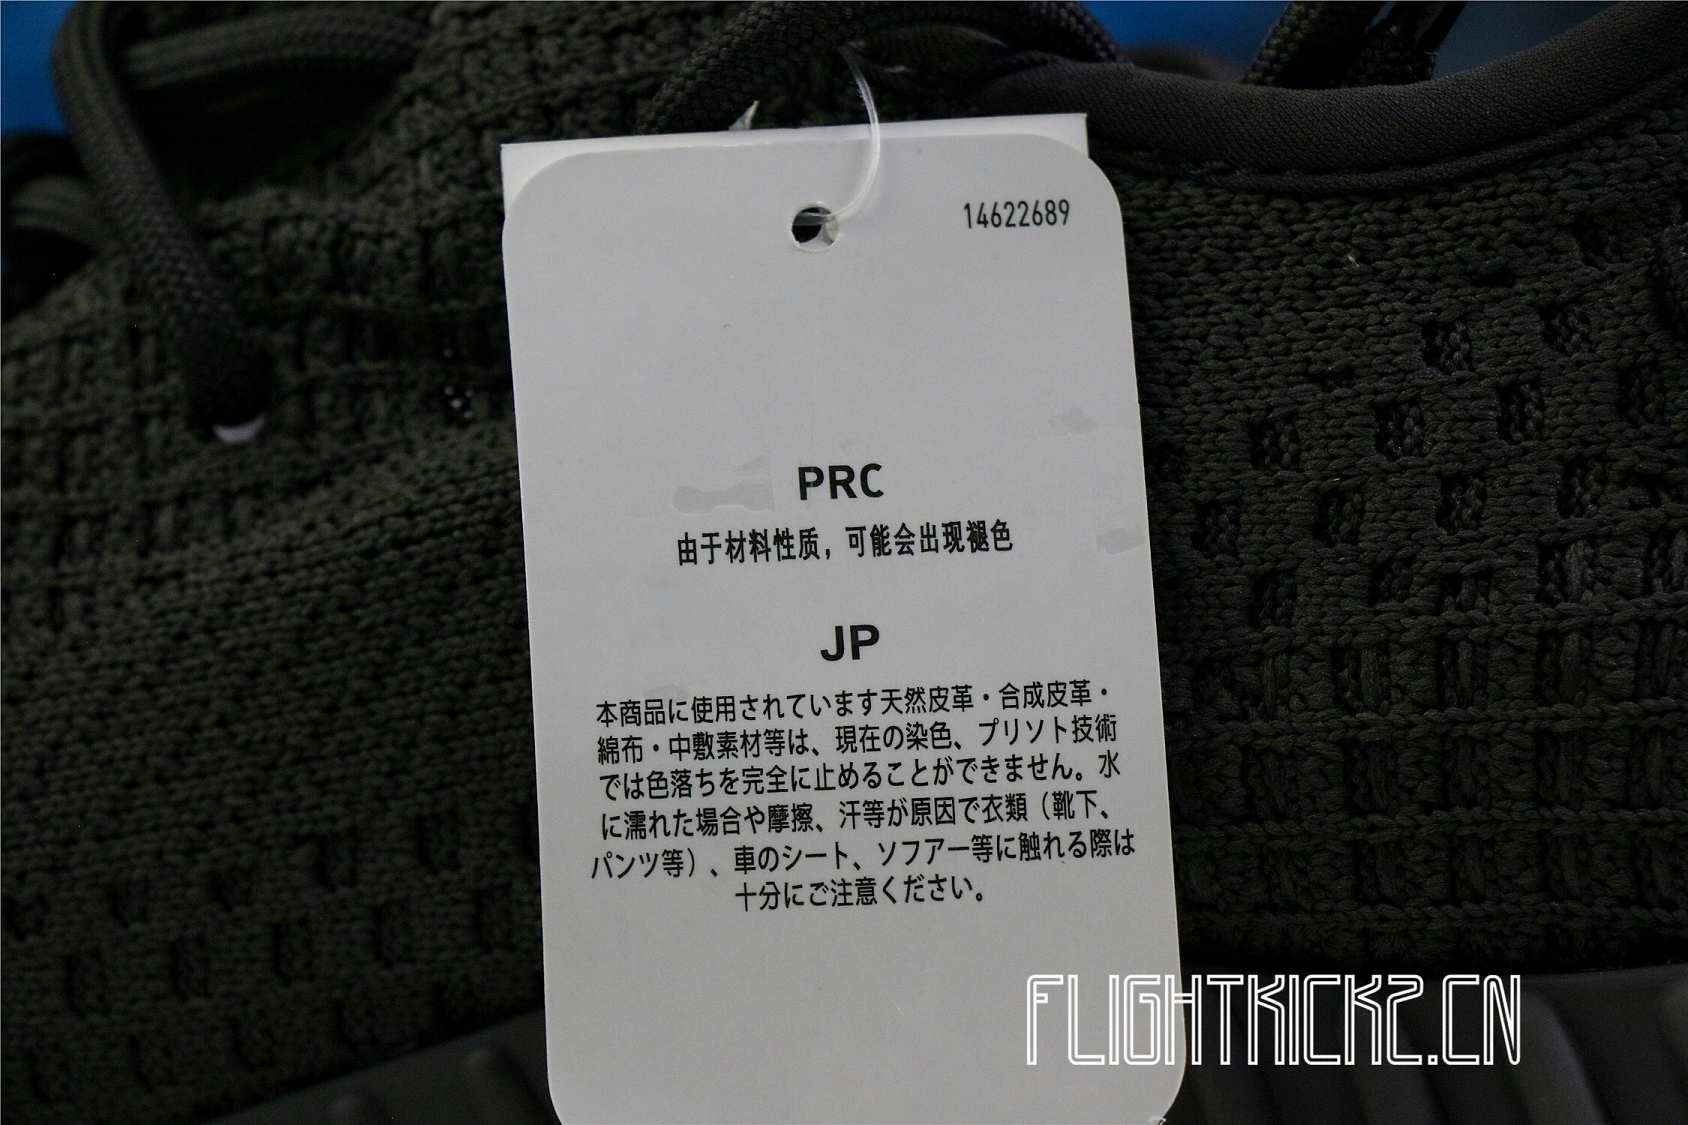 14622689
PRC
由于材料性质，可能会出现褪色
JP
本商品に使用されています天然皮革・合成皮革・
綿布・中敷素材等は、現在の染色、プリソト技術
では色落ちを完全に止めることができません。水
に濡れた場合や摩擦、汗等が原因で衣類（靴下、
パンツ等）、車のシート、ソフアー等に触れる際は
十分にご注意ください。
FLIGHTKICKZ.CN